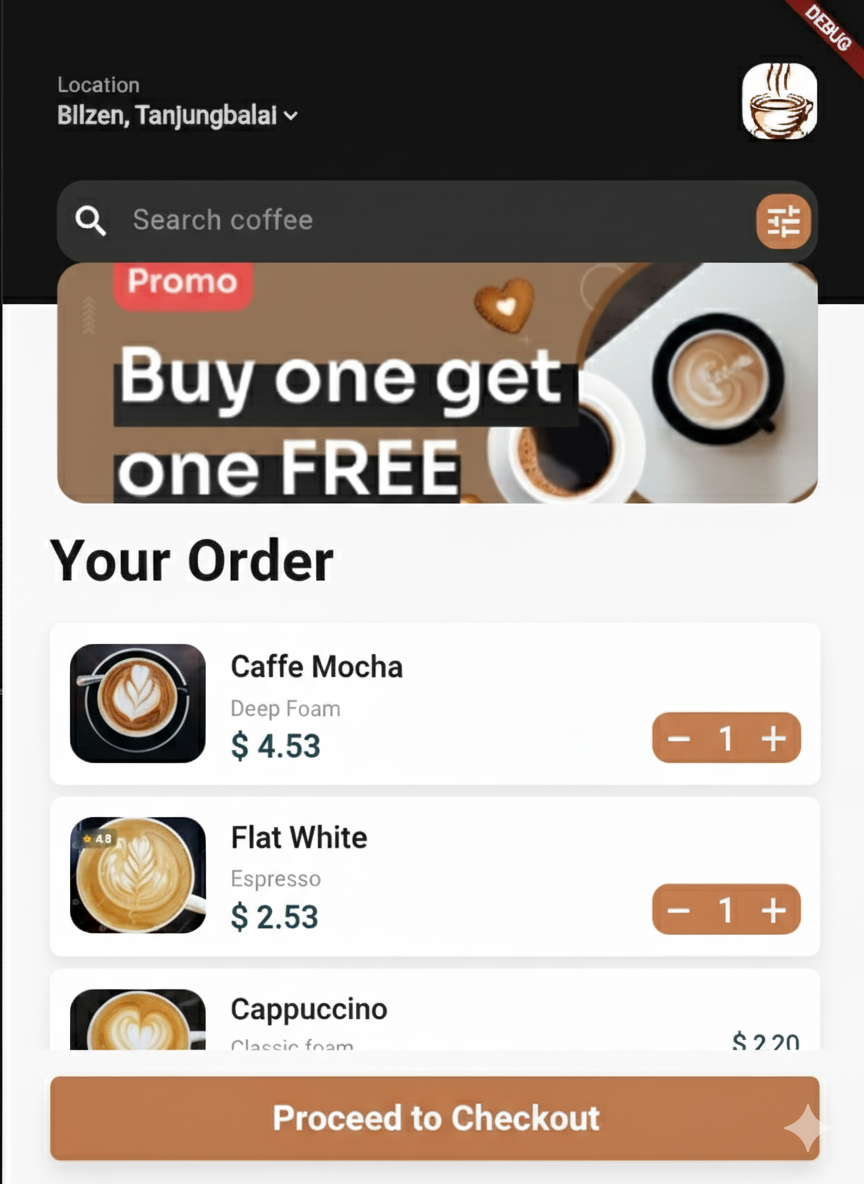 DEBUG
Location
Bilzen, Tanjungbalai
Search coffee
Promo
Buy one get
one FREE
Your Order
Caffe Mocha
Deep Foam
$ 4.53
- 1 +
4.8
Flat White
Espresso
$ 2.53
- 1 +
Cappuccino
Classic foam
$ 2.20
Proceed to Checkout